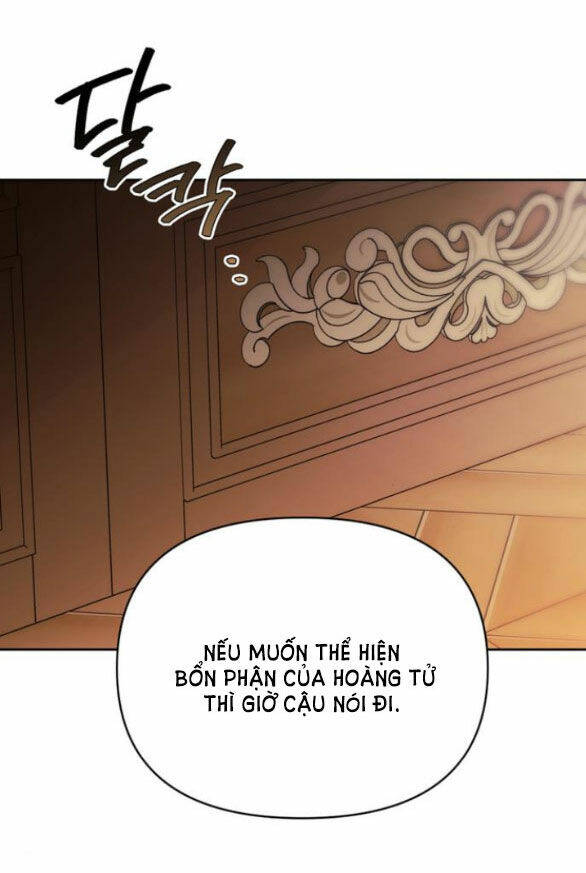 달칵
NẾU MUỐN THỂ HIỆN
BỔN PHẬN CỦA HOÀNG TỬ
THÌ GIỜ CẬU NÓI ĐI.